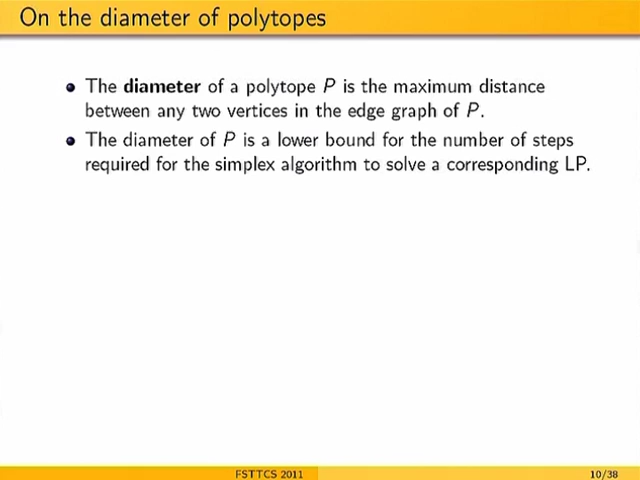 On the diameter of polytopes
The diameter of a polytope P is the maximum distance
between any two vertices in the edge graph of P.
The diameter of P is a lower bound for the number of steps
required for the simplex algorithm to solve a corresponding LP.
FSTTCS 2011
10/38